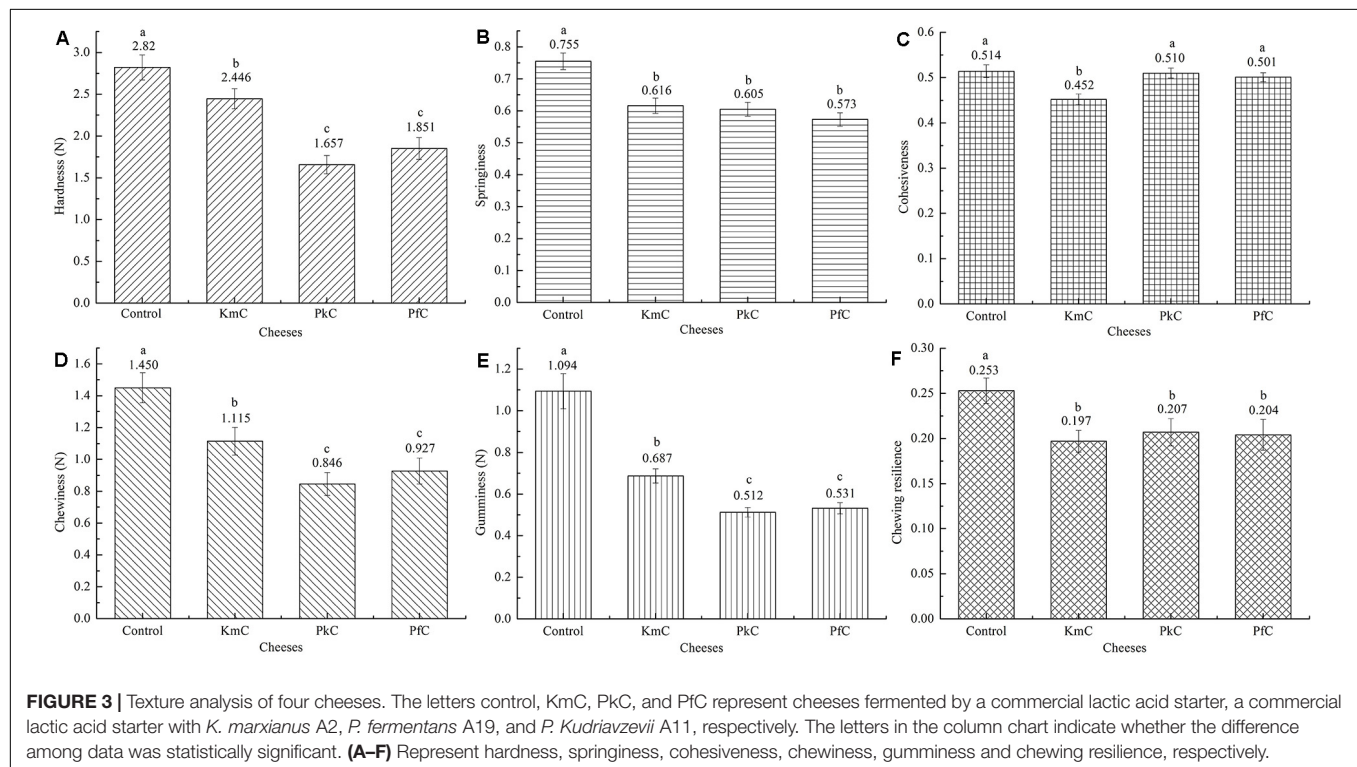 A
a
2.82
b
2.446
c
1.657
c
1.851
3.0
2.5
2.0
1.5
1.0
0.5
0.0
Hardnesss (N)
Control KmC PkC PfC
Cheeses
B
a
0.755
b
0.616
b
0.605
b
0.573
0.8
0.7
0.6
0.5
0.4
0.3
0.2
0.1
0.0
Springiness
Control KmC PkC PfC
Cheeses
C
a
0.514
b
0.452
a
0.510
a
0.501
0.6
0.5
0.4
0.3
0.2
0.1
0.0
Cohesiveness
Control KmC PkC PfC
Cheeses
D
a
1.450
b
1.115
c
0.846
c
0.927
1.6
1.4
1.2
1.0
0.8
0.6
0.4
0.2
0.0
Chewiness (N)
Control KmC PkC PfC
Cheeses
E
a
1.094
b
0.687
c
0.512
c
0.531
1.2
1.0
0.8
0.6
0.4
0.2
0.0
Gumminess (N)
Control KmC PkC PfC
Cheeses
F
a
0.253
b
0.197
b
0.207
b
0.204
0.30
0.25
0.20
0.15
0.10
0.05
0.00
Chewing resilience
Control KmC PkC PfC
Cheeses
FIGURE 3 | Texture analysis of four cheeses. The letters control, KmC, PkC, and PfC represent cheeses fermented by a commercial lactic acid starter, a commercial
lactic acid starter with K. marxianus A2, P. fermentans A19, and P. Kudriavzevii A11, respectively. The letters in the column chart indicate whether the difference
among data was statistically significant. (A–F) Represent hardness, springiness, cohesiveness, chewiness, gumminess and chewing resilience, respectively.